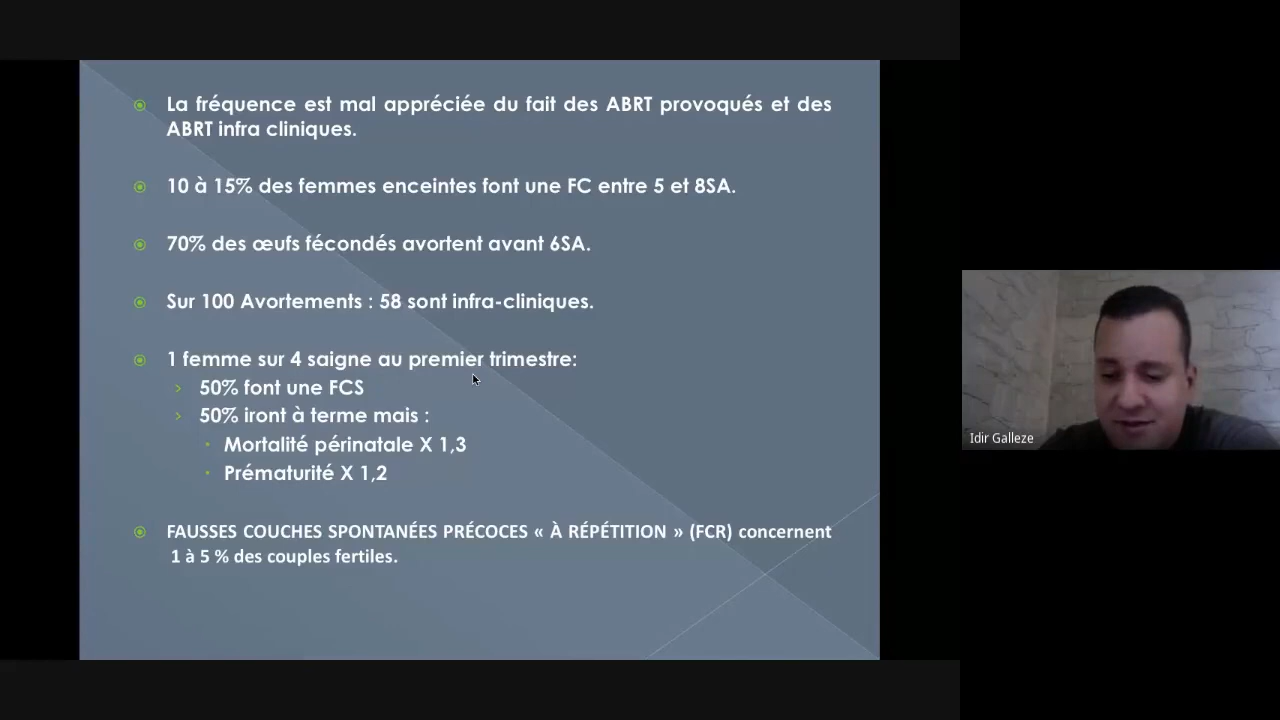 La fréquence est mal appréciée du fait des ABRT provoqués et des
ABRT infra cliniques.
10 à 15% des femmes enceintes font une FC entre 5 et 8SA.
70% des œufs fécondés avortent avant 6SA.
Sur 100 Avortements : 58 sont infra-cliniques.
1 femme sur 4 saigne au premier trimestre:
50% font une FCS
50% iront à terme mais :
Mortalité périnatale X 1,3
Prématurité X 1,2
FAUSSES COUCHES SPONTANÉES PRÉCOCES « À RÉPÉTITION » (FCR) concernent
1 à 5 % des couples fertiles.
Idir Galleze